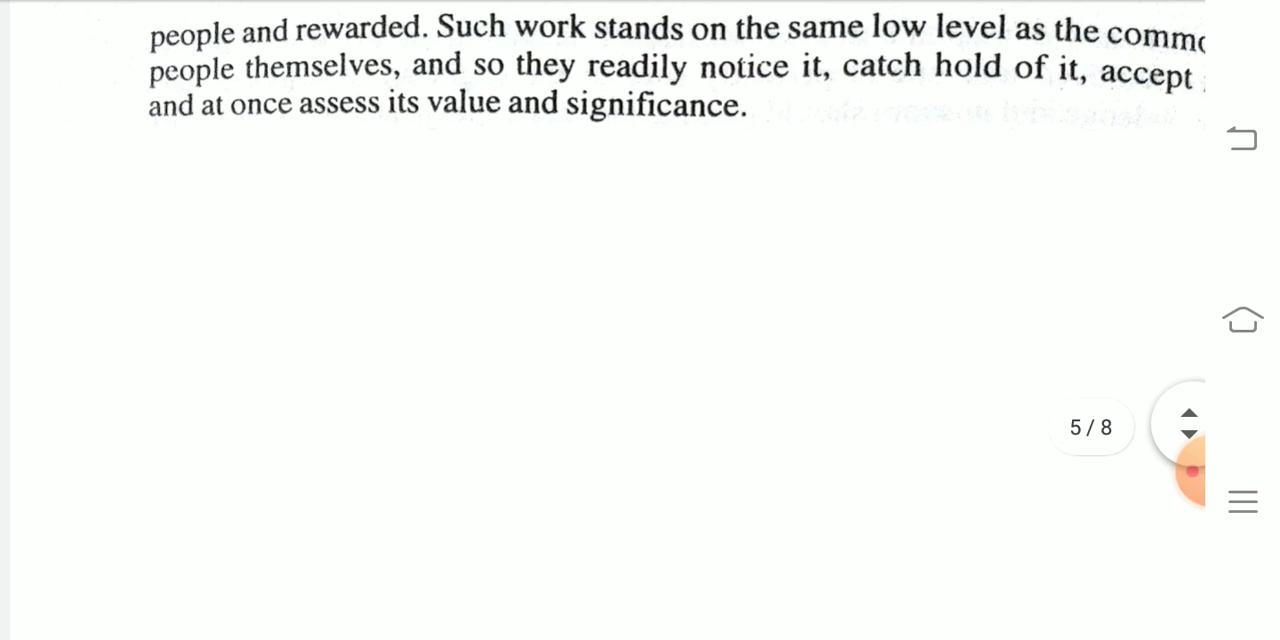 people and rewarded. Such work stands on the same low level as the
people themselves, and so they readily notice it, catch hold of it, accept
and at once assess its value and significance.
5 / 8